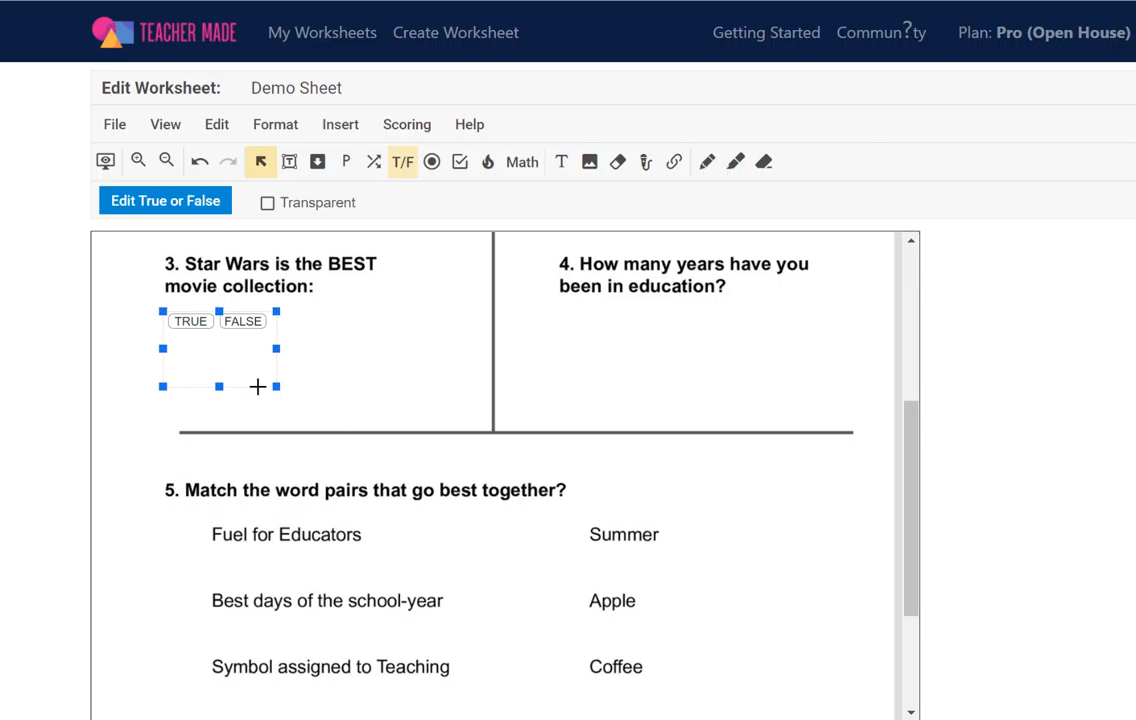 TEACHER MADE My Worksheets Create Worksheet Getting Started Commun?ty Plan: Pro (Open House)
Edit Worksheet: Demo Sheet
File View Edit Format Insert Scoring Help
T P T/F Math T
Edit True or False Transparent
3. Star Wars is the BEST
movie collection:
TRUE FALSE
4. How many years have you
been in education?
5. Match the word pairs that go best together?
Fuel for Educators Summer
Best days of the school-year Apple
Symbol assigned to Teaching Coffee